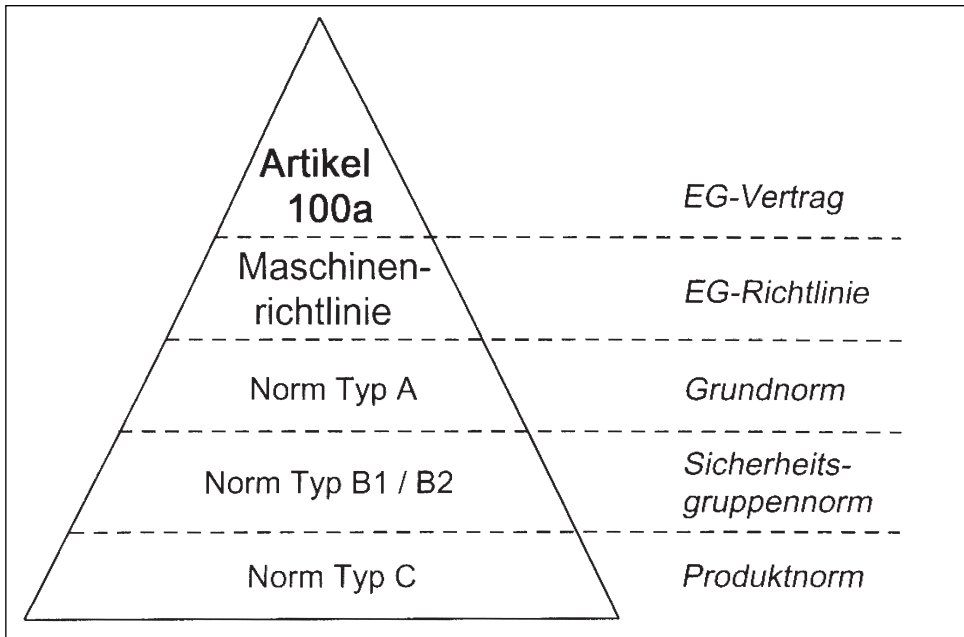 Artikel
100a
EG-Vertrag
Maschinen-
richtlinie
EG-Richtlinie
Norm Typ A
Grundnorm
Norm Typ B1 / B2
Sicherheits-
gruppennorm
Norm Typ C
Produktnorm